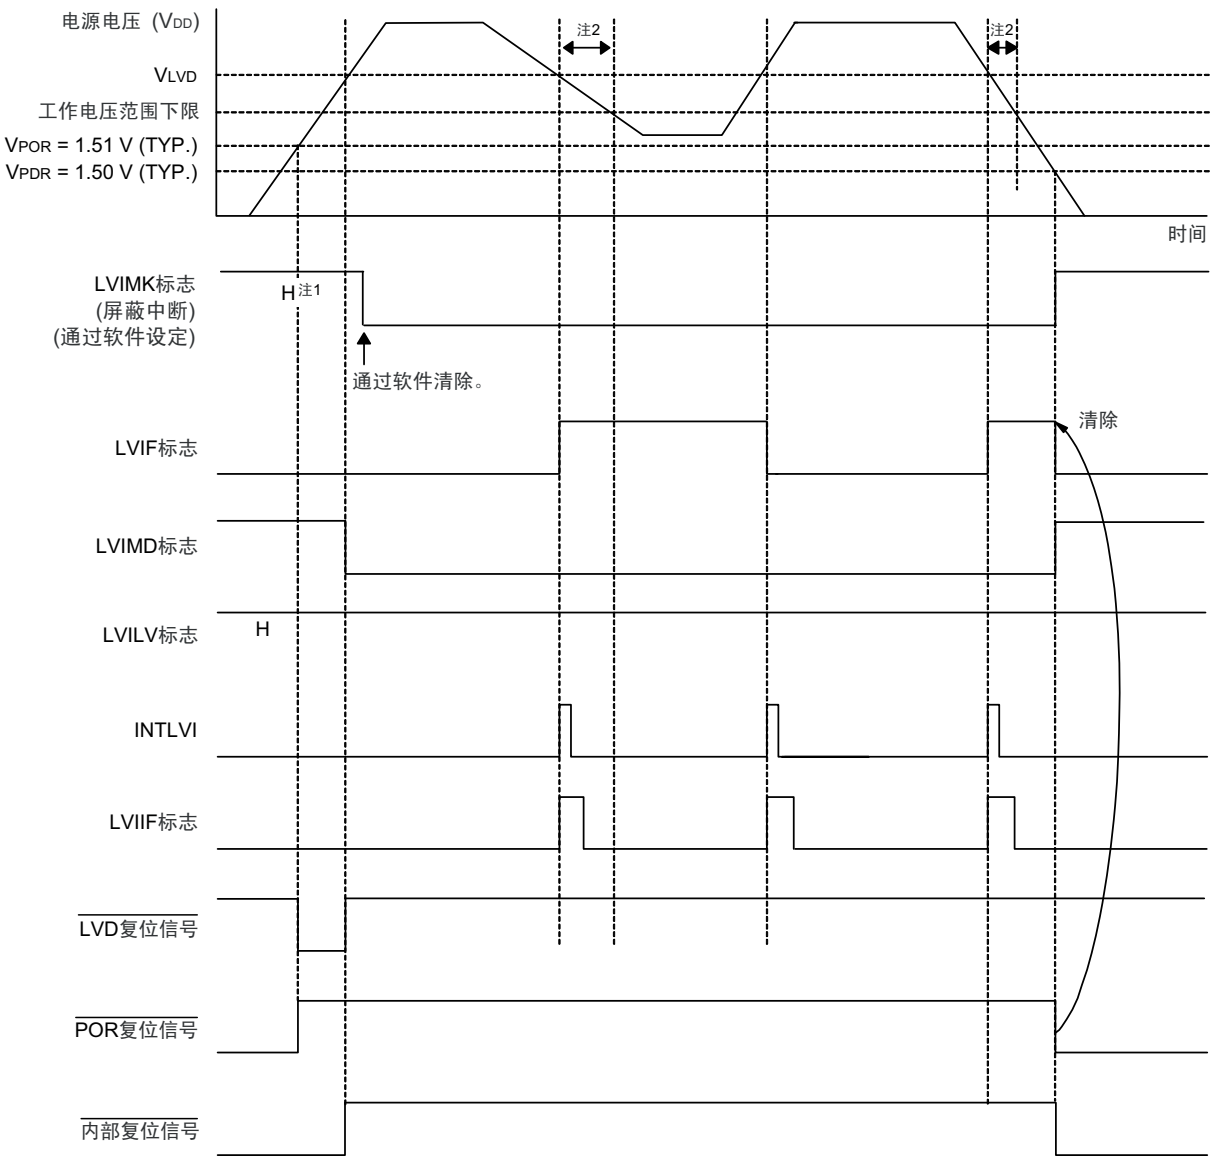 电源电压 (VDD)
注2
注2
VLVD
工作电压范围下限
VPOR = 1.51 V (TYP.)
VPDR = 1.50 V (TYP.)
时间
LVIMK标志
(屏蔽中断)
(通过软件设定)
H 注1
通过软件清除。
清除
LVIF标志
LVIMD标志
H
LVILV标志
INTLVI
LVIIF标志
LVD复位信号
POR复位信号
内部复位信号